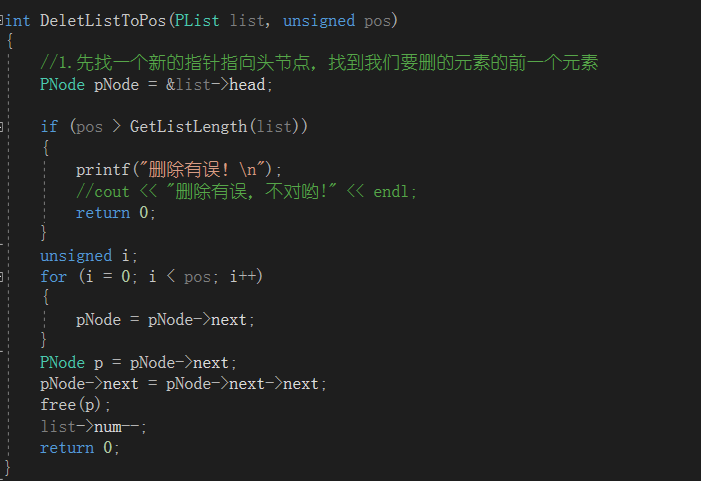 int DeletListToPos(PList list, unsigned pos)
{
//1.先找一个新的指针指向头节点，找到我们要删的元素的前一个元素
PNode pNode = &list->head;
if (pos > GetListLength(list))
{
printf("删除有误！\n");
//cout << "删除有误，不对哟!" << endl;
return 0;
}
unsigned i;
for (i = 0; i < pos; i++)
{
pNode = pNode->next;
}
PNode p = pNode->next;
pNode->next = pNode->next->next;
free(p);
list->num--;
return 0;
}